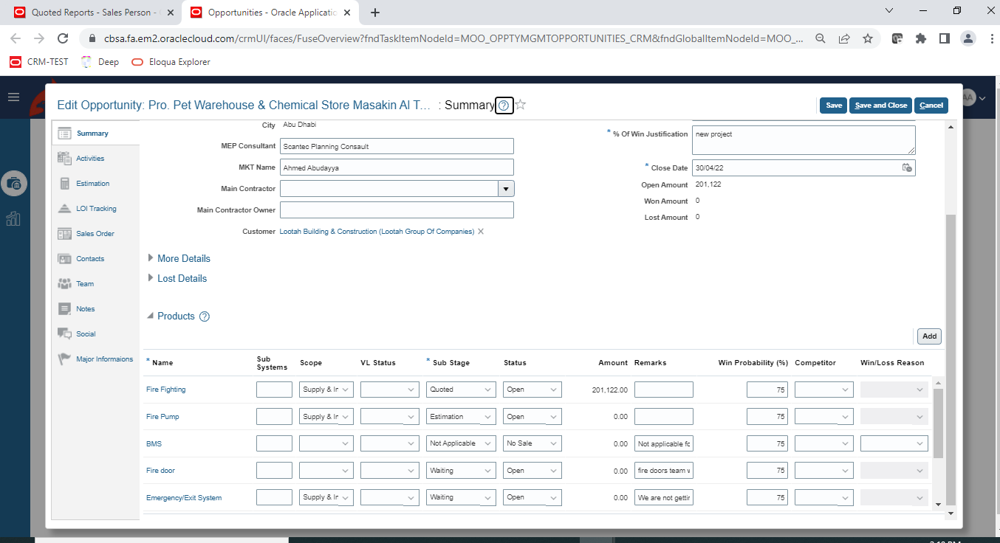 Quoted Reports - Sales Person -
Opportunities - Oracle Applicatic
cbsa.fa.em2.oraclecloud.com/crmUI/faces/FuseOverview?fndTaskItemNodeId=MOO_OPPTYMGMTOPPORTUNITIES_CRM&fndGlobalItemNodeId=MOO_...
CRM-TEST Deep Eloqua Explorer
AA
Edit Opportunity: Pro. Pet Warehouse & Chemical Store Masakin Al T... : Summary ? Save Save and Close Cancel
Summary
Activities
Estimation
LOI Tracking
Sales Order
Contacts
Team
Notes
Social
Major Informaions
City Abu Dhabi
MEP Consultant Scantec Planning Consault
MKT Name Ahmed Abudayya
Main Contractor
Main Contractor Owner
Customer Lootah Building & Construction (Lootah Group Of Companies)
* % Of Win Justification new project
* Close Date 30/04/22
Open Amount 201,122
Won Amount 0
Lost Amount 0
More Details
Lost Details
Products ?
Add
* Name Sub Systems Scope VL Status * Sub Stage Status Amount Remarks Win Probability (%) Competitor Win/Loss Reason
Fire Fighting Supply & Ir Quoted Open 201,122.00 75
Fire Pump Supply & Ir Estimation Open 0.00 75
BMS Not Applicable No Sale 0.00 Not applicable fc 75
Fire door Waiting Open 0.00 fire doors team w 75
Emergency/Exit System Supply & Ir Waiting Open 0.00 We are not gettin 75